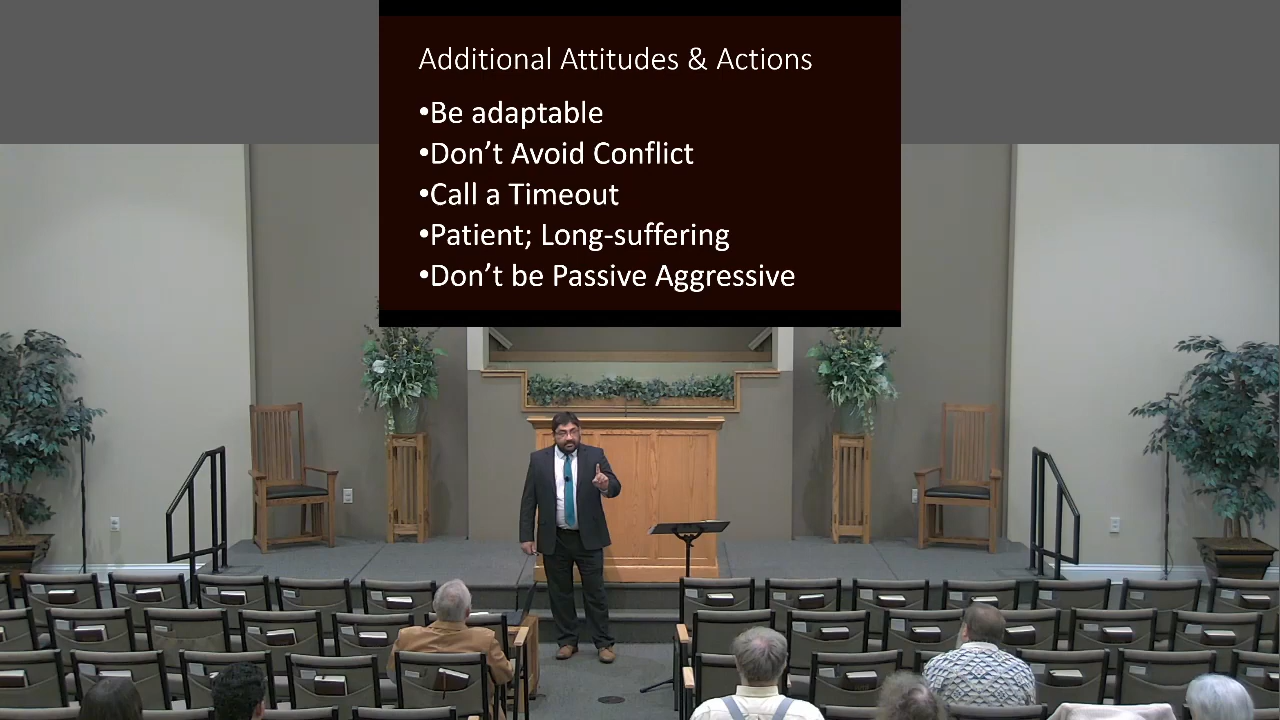 Additional Attitudes & Actions
•Be adaptable
•Don't Avoid Conflict
•Call a Timeout
•Patient; Long-suffering
•Don't be Passive Aggressive